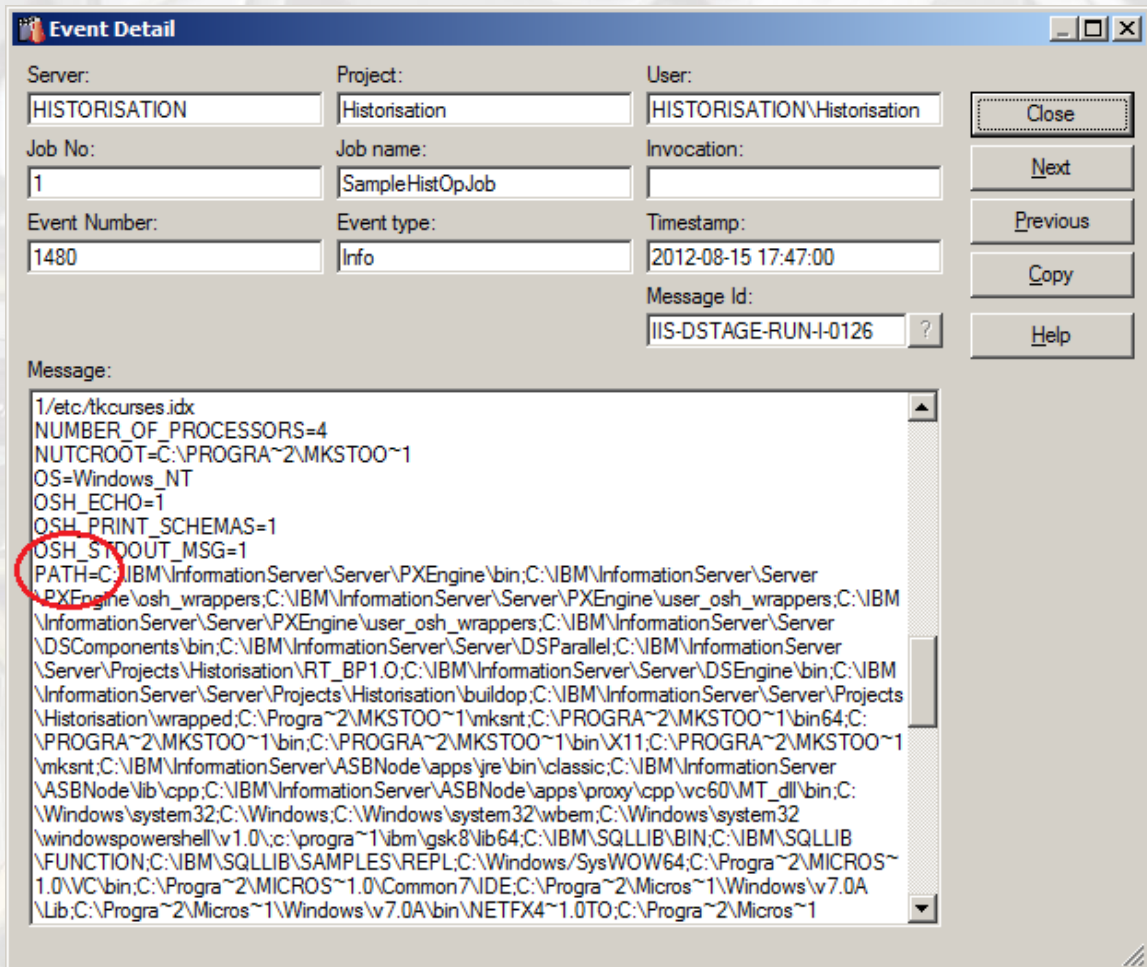 Event Detail
Server: Project: User:
HISTORISATION Historisation HISTORISATION\Historisation Close
Job No: Job name: Invocation:
1 SampleHistOpJob Next
Event Number: Event type: Timestamp: Previous
1480 Info 2012-08-15 17:47:00
Copy
Message Id:
IIS-DSTAGE-RUN-I-0126 ? Help
Message:
1/etc/tkcurses.idx
NUMBER_OF_PROCESSORS=4
NUTCROOT=C:\PROGRA~2\MKSTOO~1
OS=Windows_NT
OSH_ECHO=1
OSH_PRINT_SCHEMAS=1
OSH_STDOUT_MSG=1
PATH=C:\IBM\InformationServer\Server\PXEngine\bin;C:\IBM\InformationServer\Server
\PXEngine\osh_wrappers;C:\IBM\InformationServer\Server\PXEngine\user_osh_wrappers;C:\IBM
\InformationServer\Server\PXEngine\user_osh_wrappers;C:\IBM\InformationServer\Server
\DSComponents\bin;C:\IBM\InformationServer\Server\DSParallel;C:\IBM\InformationServer
\Server\Projects\Historisation\RT_BP1.O;C:\IBM\InformationServer\Server\DSEngine\bin;C:\IBM
\InformationServer\Server\Projects\Historisation\buildop;C:\IBM\InformationServer\Server\Projects
\Historisation\wrapped;C:\Progra~2\MKSTOO~1\mksnt;C:\PROGRA~2\MKSTOO~1\bin64;C:
\PROGRA~2\MKSTOO~1\bin;C:\PROGRA~2\MKSTOO~1\bin\X11;C:\PROGRA~2\MKSTOO~1
\mksnt;C:\IBM\InformationServer\ASBNode\apps\jre\bin\classic;C:\IBM\InformationServer
\ASBNode\lib\cpp;C:\IBM\InformationServer\ASBNode\apps\proxy\cpp\vc60\MT_dll\bin;C:
\Windows\system32;C:\Windows;C:\Windows\system32\wbem;C:\Windows\system32
\windowspowershell\v1.0\;c:\progra~1\ibm\gsk8\lib64;C:\IBM\SQLLIB\BIN;C:\IBM\SQLLIB
\FUNCTION;C:\IBM\SQLLIB\SAMPLES\REPL;C:\Windows/SysWOW64;C:\Progra~2\MICROS~
1.0\VC\bin;C:\Progra~2\MICROS~1.0\Common7\IDE;C:\Progra~2\Micros~1\Windows\v7.0A
\Lib;C:\Progra~2\Micros~1\Windows\v7.0A\bin\NETFX4~1.0TO;C:\Progra~2\Micros~1